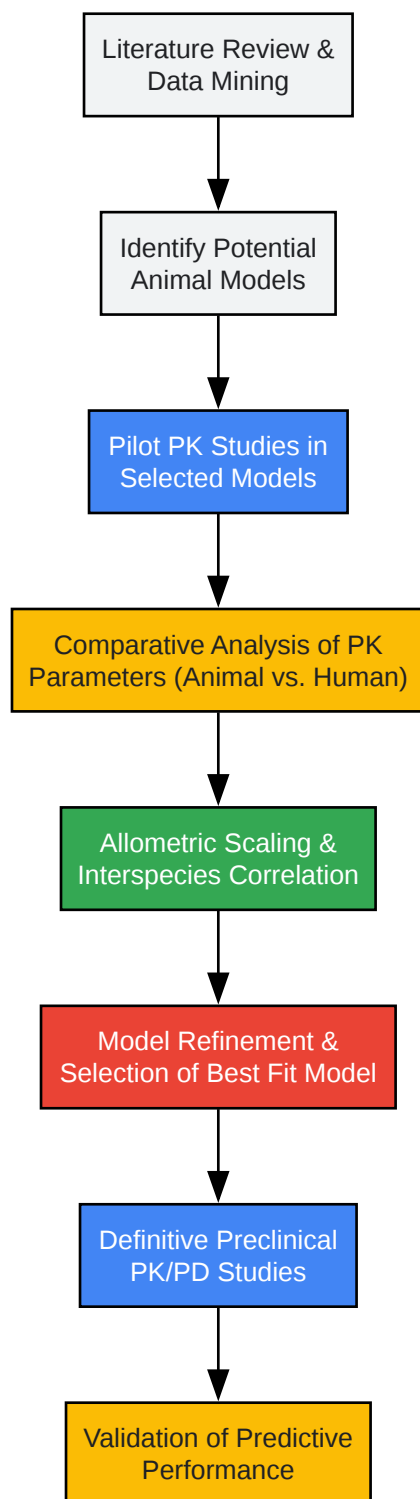 Literature Review &
Data Mining
Identify Potential
Animal Models
Pilot PK Studies in
Selected Models
Comparative Analysis of PK
Parameters (Animal vs. Human)
Allometric Scaling &
Interspecies Correlation
Model Refinement &
Selection of Best Fit Model
Definitive Preclinical
PK/PD Studies
Validation of Predictive
Performance